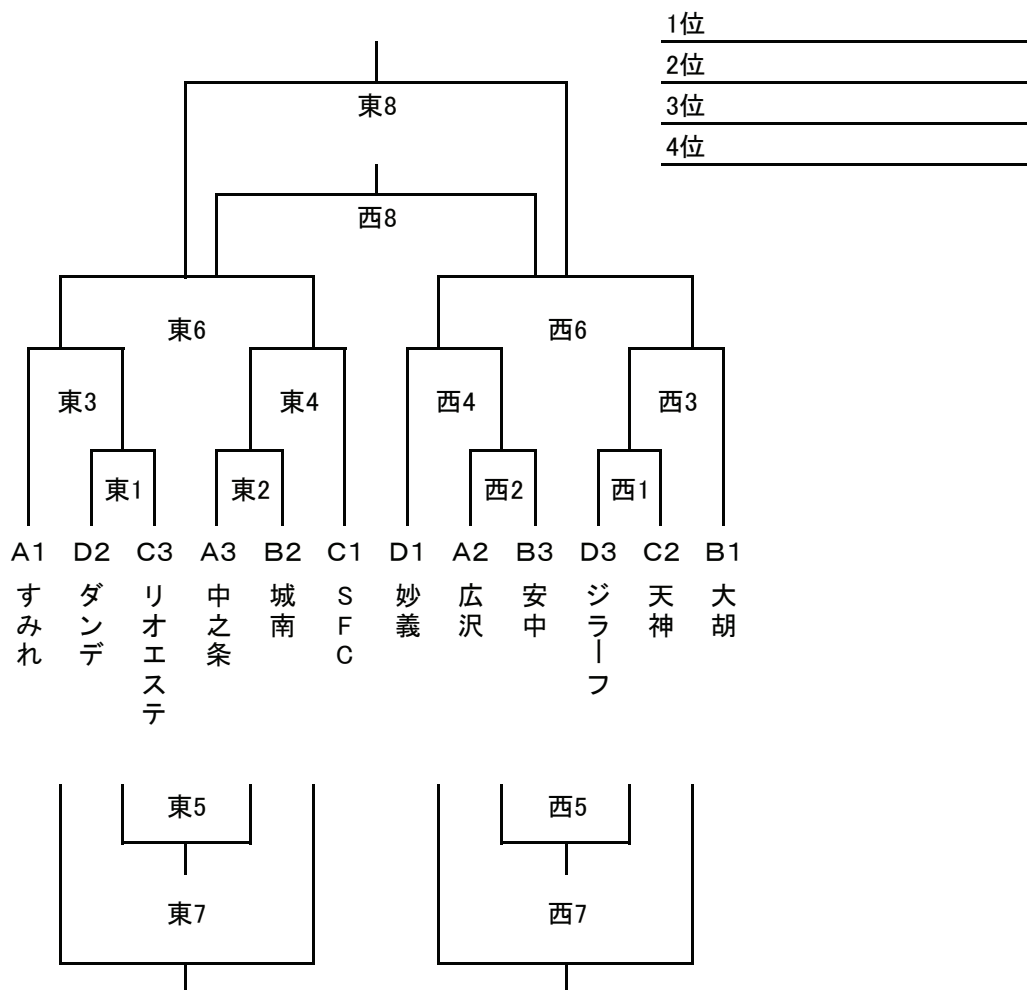 1位
2位
3位
4位
東8
西8
東6
西6
東3
東4
西4
西3
東1
東2
西2
西1
A1
D2
C3
A3
B2
C1
D1
A2
B3
D3
C2
B1
すみれ
ダンデ
リオエステ
中之条
城南
SFC
妙義
広沢
安中
ジラーフ
天神
大胡
東5
西5
東7
西7